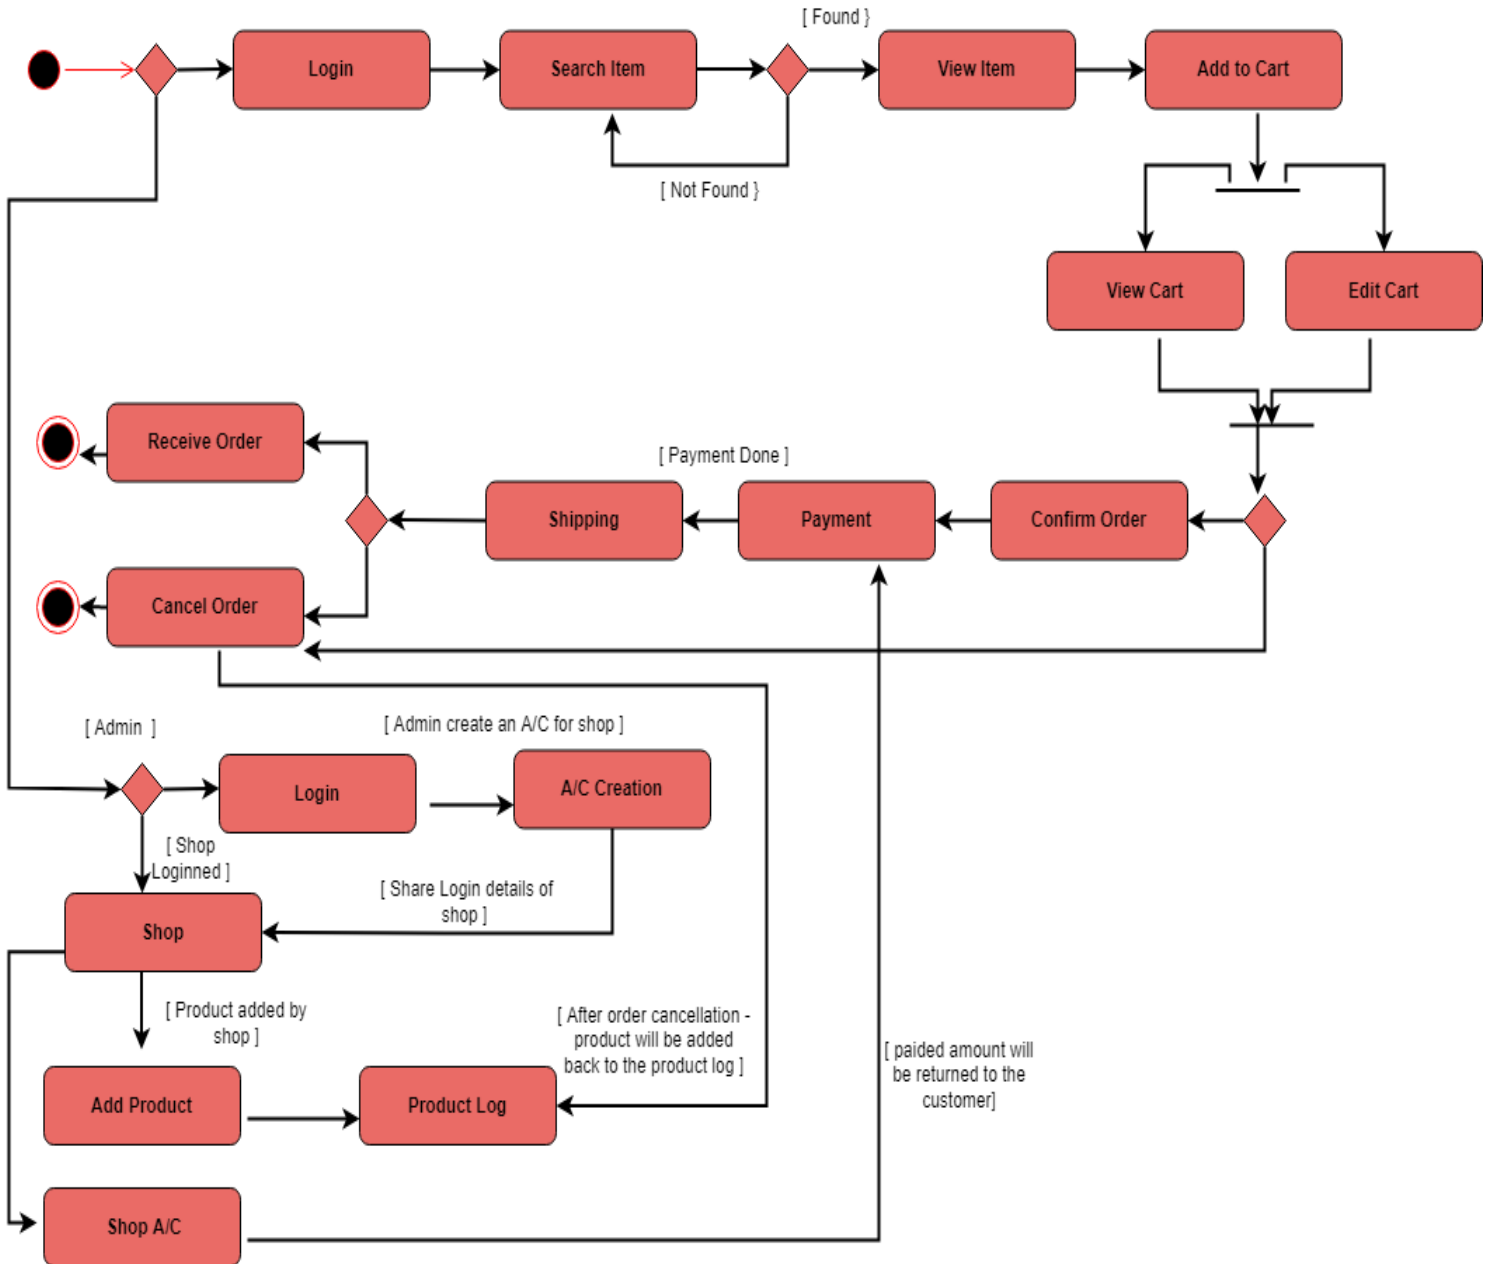 [ Found }
Login
Search Item
View Item
Add to Cart
[ Not Found }
View Cart
Edit Cart
Receive Order
[ Payment Done ]
Shipping
Payment
Confirm Order
Cancel Order
[ Admin  ]
[ Admin create an A/C for shop ]
Login
A/C Creation
[ Shop
Loginned ]
[ Share Login details of
shop ]
Shop
[ Product added by
shop ]
[ After order cancellation -
product will be added
back to the product log ]
[ paided amount will
be returned to the
customer]
Add Product
Product Log
Shop A/C